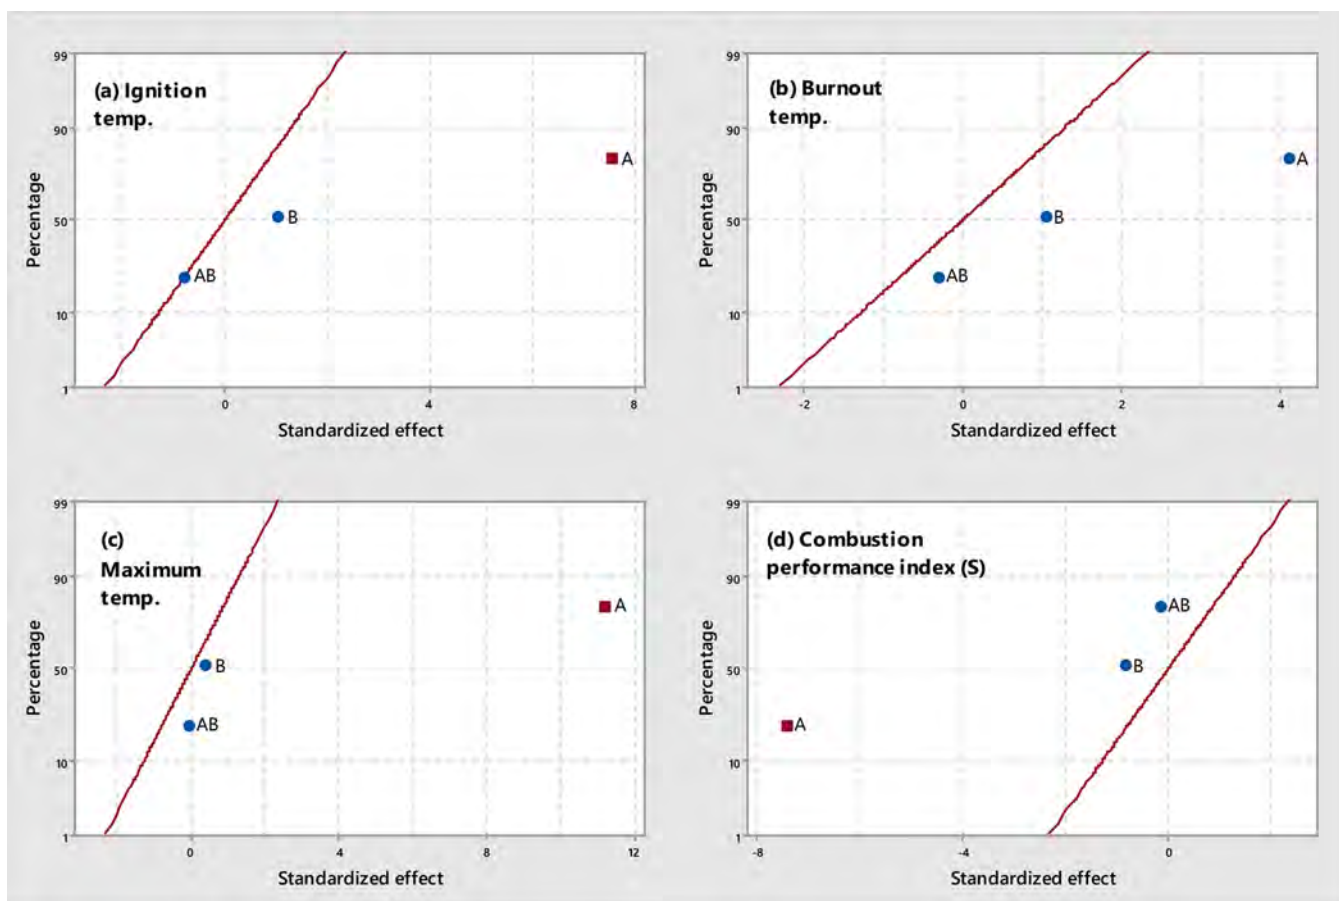 99
(a) Ignition
temp.
90
A
Percentage
50
B
AB
10
1
0
4
8
Standardized effect
99
(b) Burnout
temp.
90
A
Percentage
50
B
AB
10
1
-2
0
2
4
Standardized effect
99
(c)
Maximum
temp.
90
A
Percentage
50
B
AB
10
1
0
4
8
12
Standardized effect
99
(d) Combustion
performance index (S)
90
AB
Percentage
50
B
A
10
1
-8
-4
0
Standardized effect